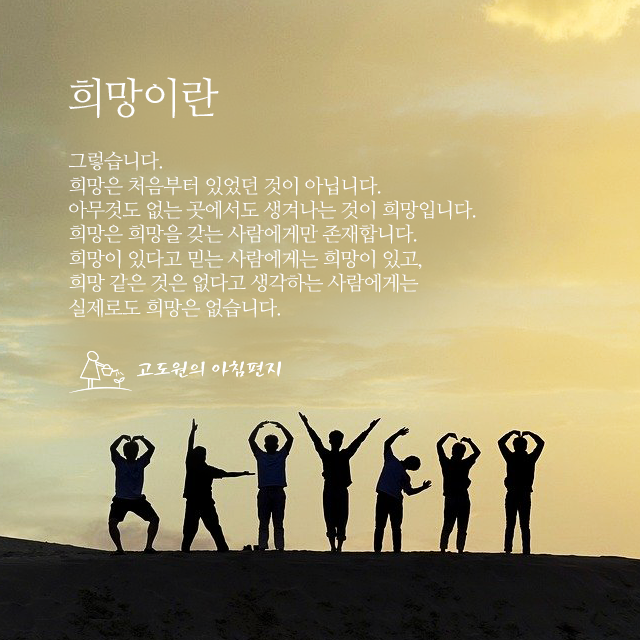 희망이란
그렇습니다.
희망은 처음부터 있었던 것이 아닙니다.
아무것도 없는 곳에서도 생겨나는 것이 희망입니다.
희망은 희망을 갖는 사람에게만 존재합니다.
희망이 있다고 믿는 사람에게는 희망이 있고,
희망 같은 것은 없다고 생각하는 사람에게는
실제로도 희망은 없습니다.
고도원의 아침편지